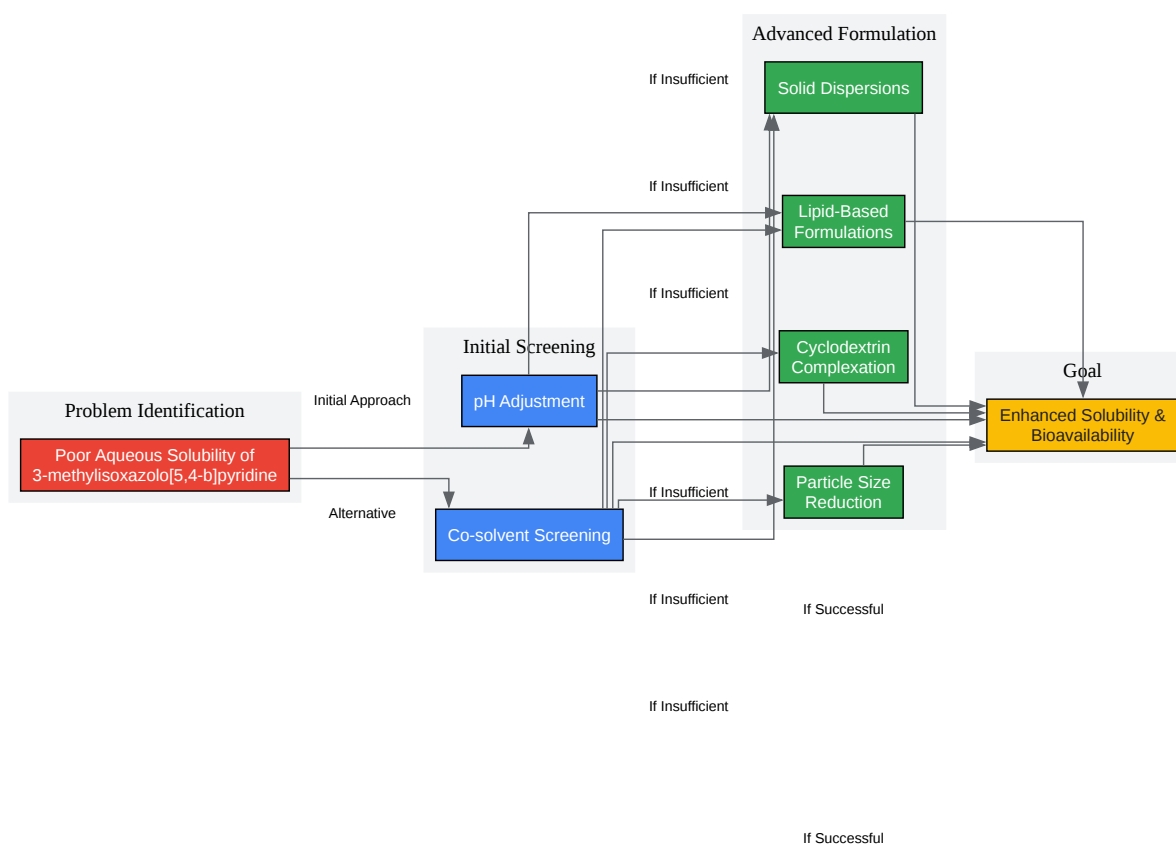 Advanced Formulation
If Insufficient
Solid Dispersions
If Insufficient
Lipid-Based
Formulations
If Insufficient
Initial Screening
Cyclodextrin
Complexation
Goal
Problem Identification
Initial Approach
pH Adjustment
Enhanced Solubility &
Bioavailability
Poor Aqueous Solubility of
3-methylisoxazolo[5,4-b]pyridine
If Insufficient
Particle Size
Reduction
Alternative
Co-solvent Screening
If Insufficient
If Successful
If Insufficient
If Successful